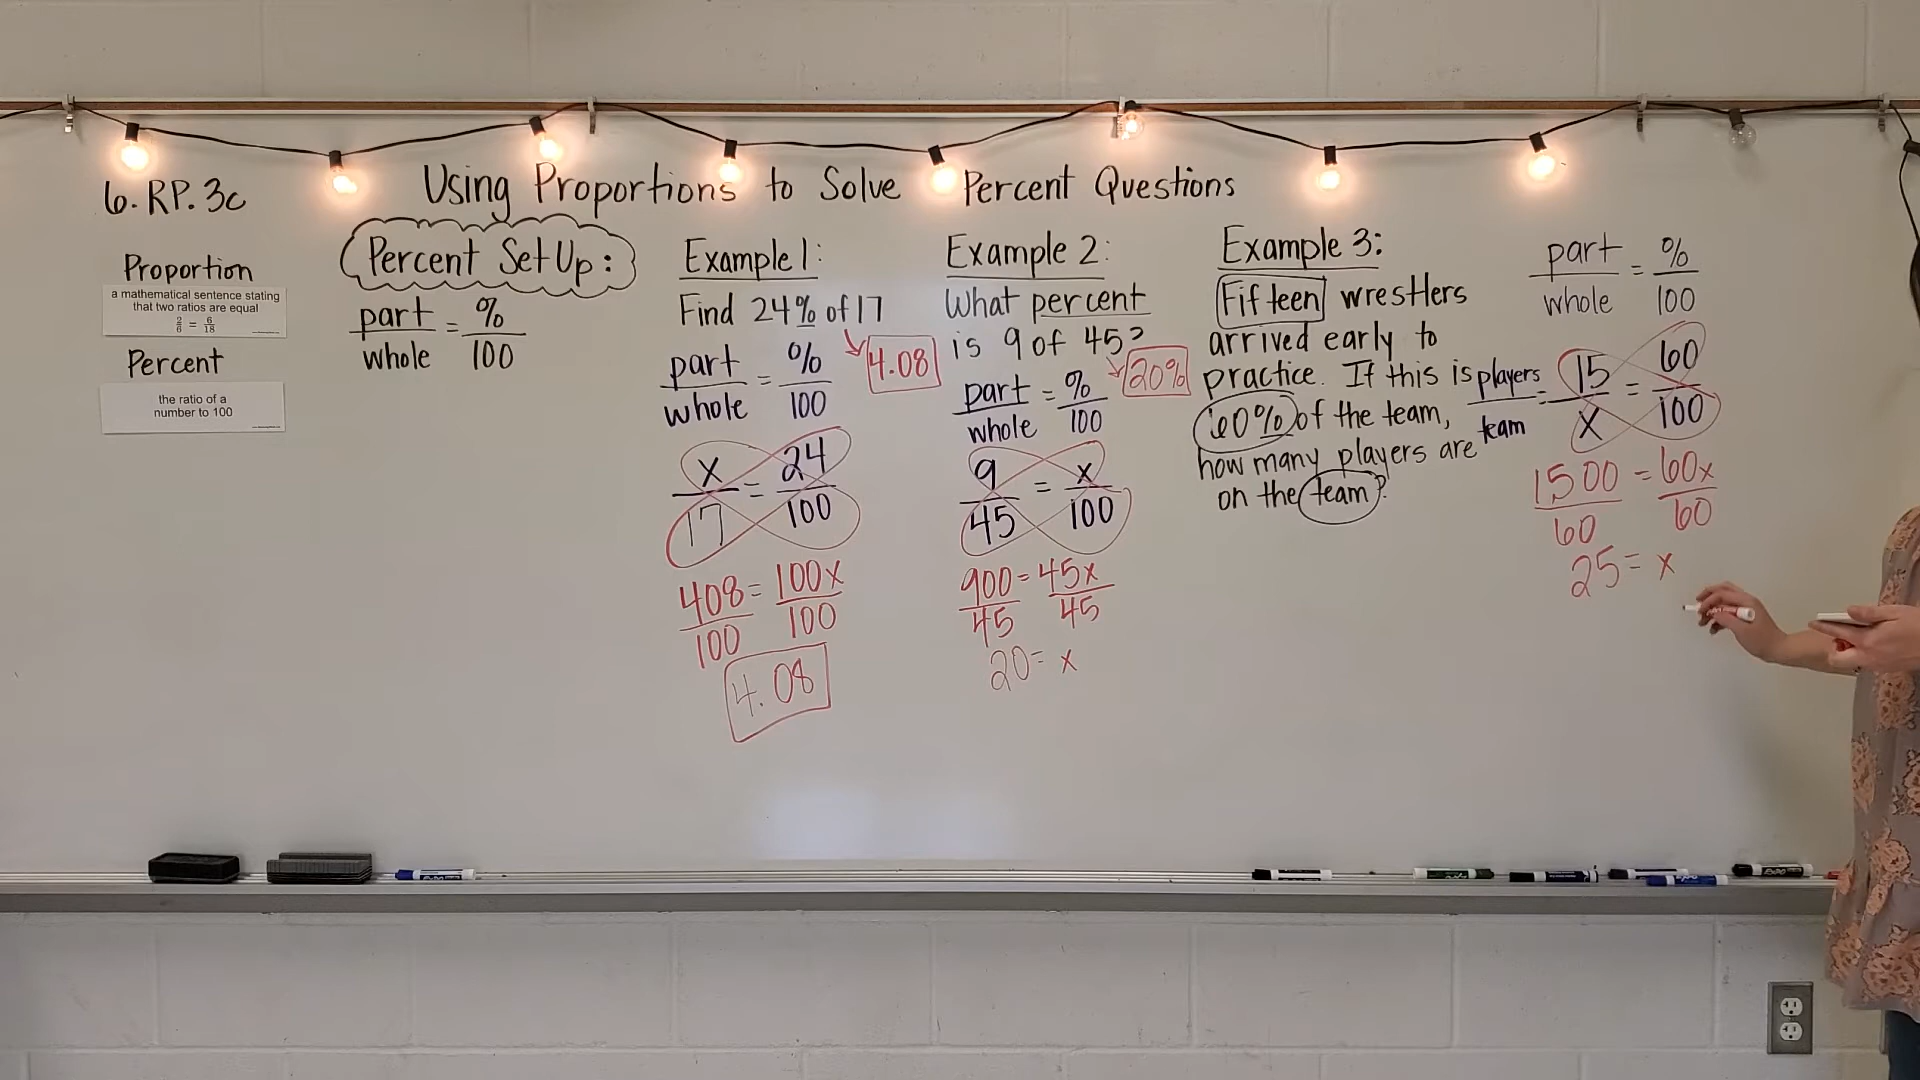 6.RP.3c
Using Proportions to Solve Percent Questions
Proportion
a mathematical sentence stating
that two ratios are equal
2/6 = 6/18
Percent
the ratio of a
number to 100
Percent Set Up:
part/whole = %/100
Example 1:
Find 24% of 17
4.08
part/whole = %/100
x/17 = 24/100
408/100 = 100x/100
4.08
Example 2:
What percent
is 9 of 45?
20%
part/whole = %/100
9/45 = x/100
900/45 = 45x/45
20 = x
Example 3:
Fifteen wrestlers
arrived early to
practice. If this is
60% of the team,
how many players are
on the team?
part/whole = %/100
players/team = 15/x = 60/100
1500/60 = 60x/60
25 = x
EXPO